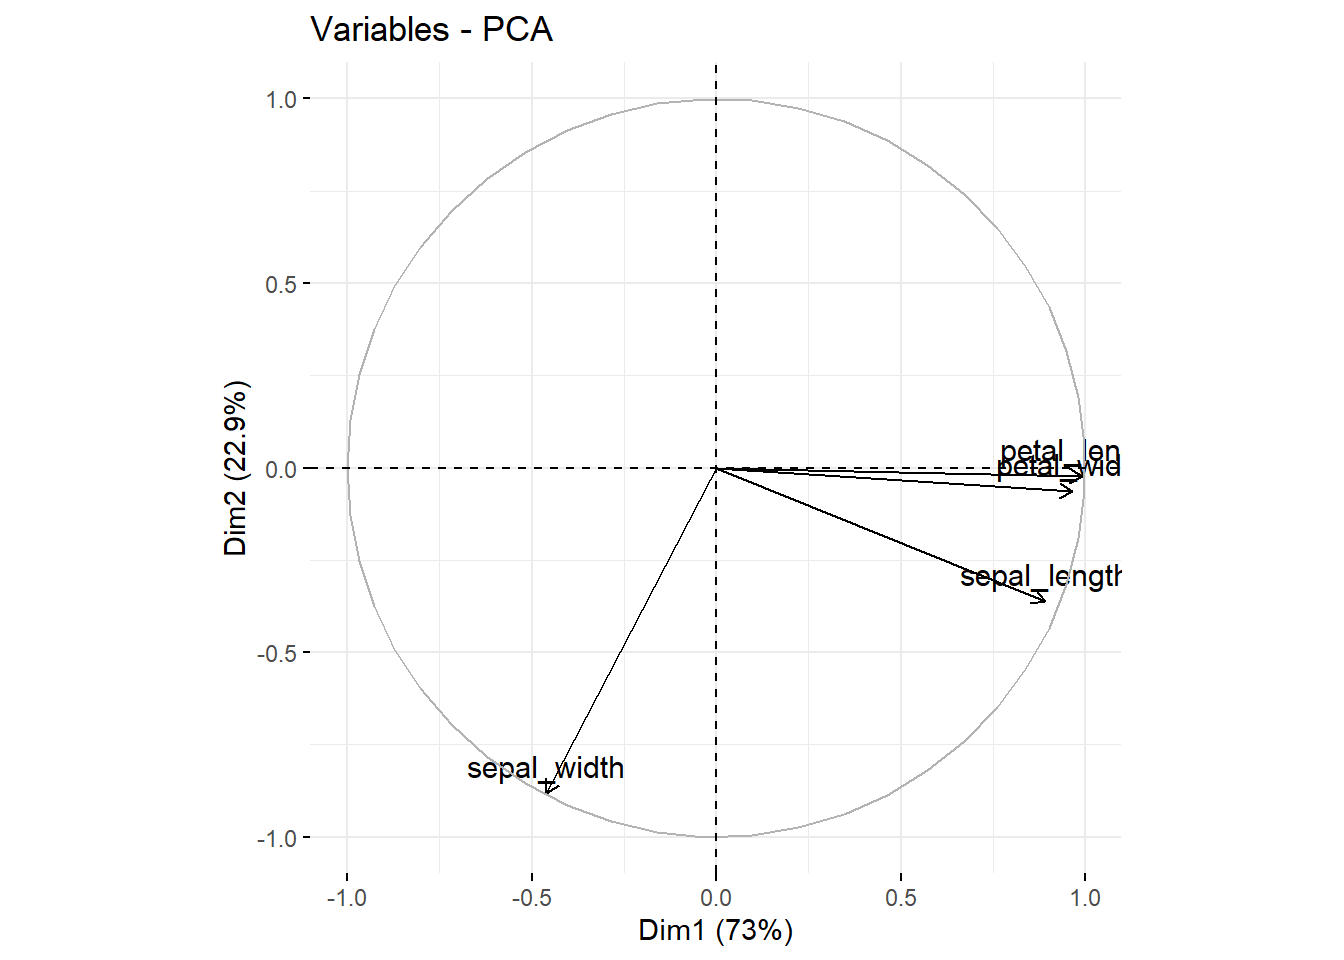 Variables - PCA
1.0
0.5
0.0
-0.5
-1.0
Dim2 (22.9%)
petal_len
petal_wid
sepal_length
sepal_width
-1.0
-0.5
0.0
0.5
1.0
Dim1 (73%)